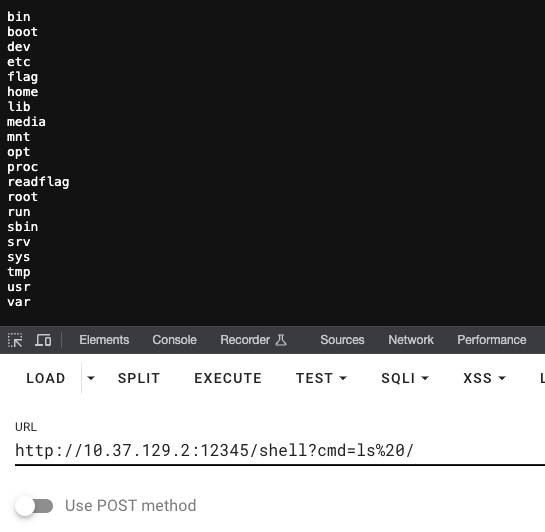 bin
boot
dev
etc
flag
home
lib
media
mnt
opt
proc
readflag
root
run
sbin
srv
sys
tmp
usr
var
Elements Console Recorder Sources Network Performance
LOAD SPLIT EXECUTE TEST SQLI XSS L
URL
http://10.37.129.2:12345/shell?cmd=ls%20/
Use POST method